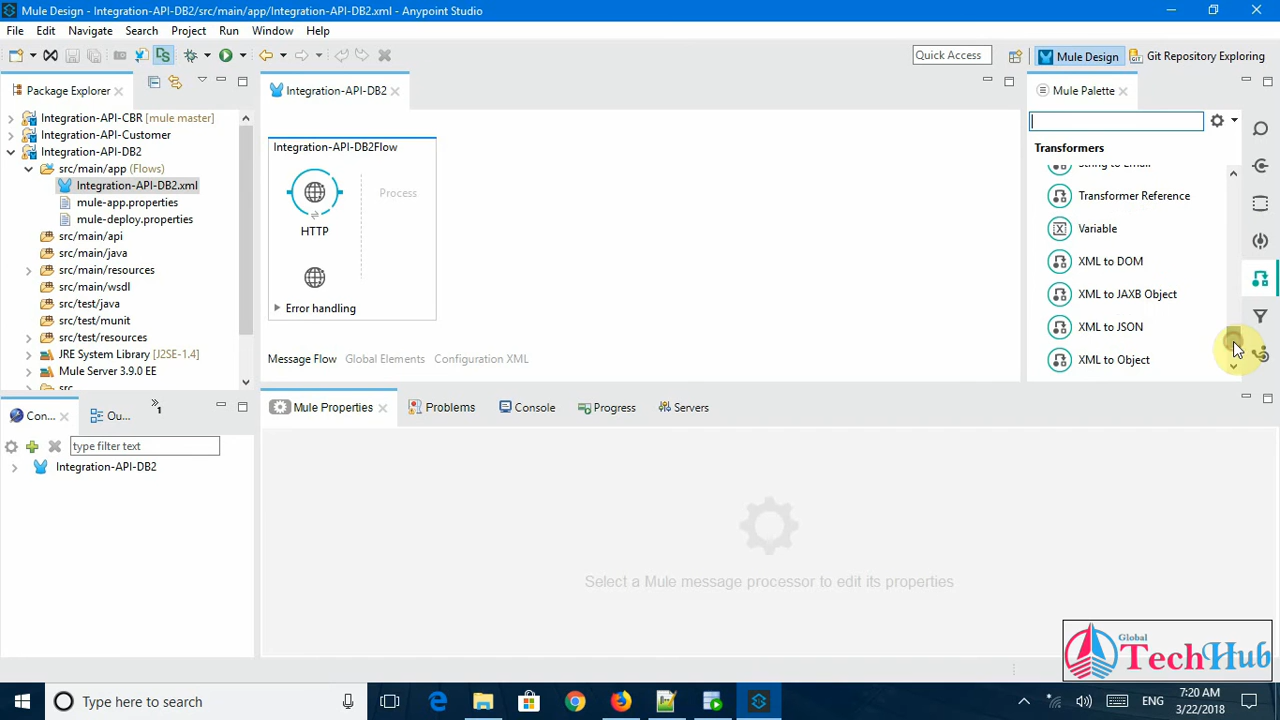 Mule Design - Integration-API-DB2/src/main/app/Integration-API-DB2.xml - Anypoint Studio
File Edit Navigate Search Project Run Window Help
Quick Access
Mule Design
Git Repository Exploring
Package Explorer
Integration-API-CBR [mule master]
Integration-API-Customer
Integration-API-DB2
src/main/app (Flows)
Integration-API-DB2.xml
mule-app.properties
mule-deploy.properties
src/main/api
src/main/java
src/main/resources
src/main/wsdl
src/test/java
src/test/munit
src/test/resources
JRE System Library [J2SE-1.4]
Mule Server 3.9.0 EE
src
Integration-API-DB2
Integration-API-DB2Flow
HTTP
Process
Error handling
Message Flow Global Elements Configuration XML
Mule Palette
Transformers
String to Email
Transformer Reference
Variable
XML to DOM
XML to JAXB Object
XML to JSON
XML to Object
Con... Ou... 1
type filter text
Integration-API-DB2
Mule Properties Problems Console Progress Servers
Select a Mule message processor to edit its properties
Global
TechHub
Type here to search
ENG
7:20 AM
3/22/2018